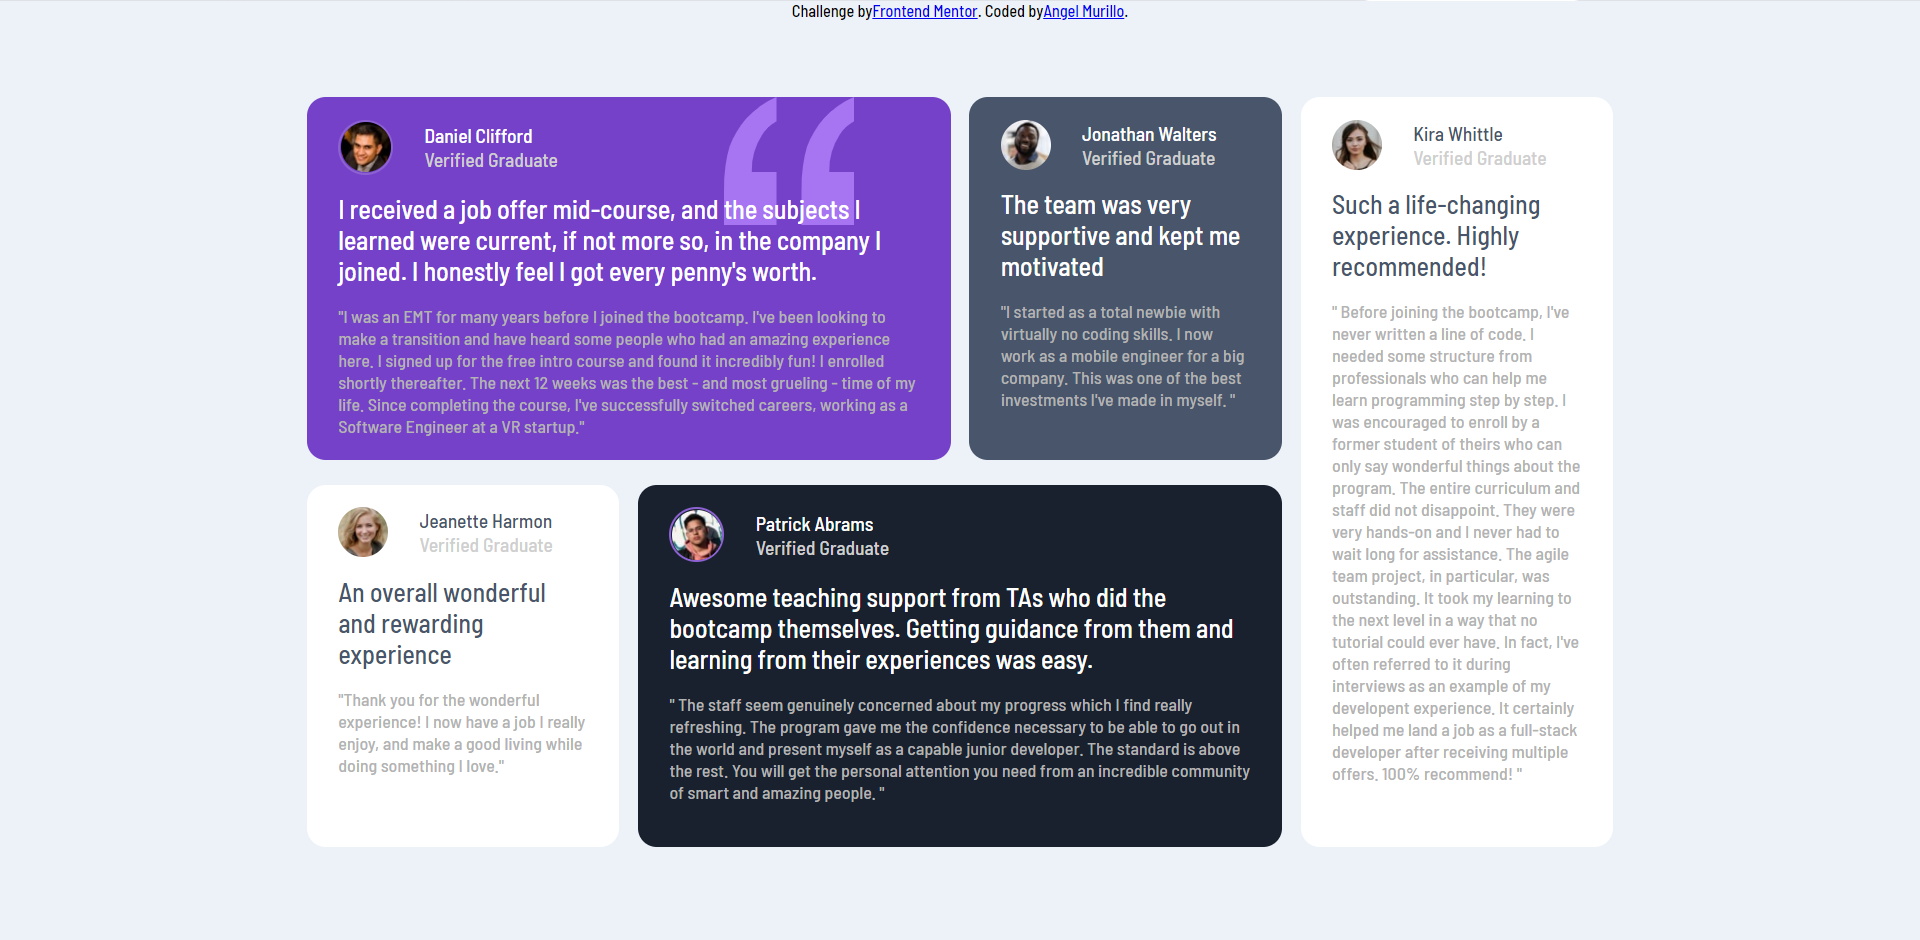 Challenge byFrontend Mentor. Coded byAngel Murillo.
Daniel Clifford
Verified Graduate
I received a job offer mid-course, and the subjects I
learned were current, if not more so, in the company I
joined. I honestly feel I got every penny's worth.
"I was an EMT for many years before I joined the bootcamp. I've been looking to
make a transition and have heard some people who had an amazing experience
here. I signed up for the free intro course and found it incredibly fun! I enrolled
shortly thereafter. The next 12 weeks was the best - and most grueling - time of my
life. Since completing the course, I've successfully switched careers, working as a
Software Engineer at a VR startup."
Jonathan Walters
Verified Graduate
The team was very
supportive and kept me
motivated
"I started as a total newbie with
virtually no coding skills. I now
work as a mobile engineer for a big
company. This was one of the best
investments I've made in myself. "
Kira Whittle
Verified Graduate
Such a life-changing
experience. Highly
recommended!
" Before joining the bootcamp, I've
never written a line of code. I
needed some structure from
professionals who can help me
learn programming step by step. I
was encouraged to enroll by a
former student of theirs who can
only say wonderful things about the
program. The entire curriculum and
staff did not disappoint. They were
very hands-on and I never had to
wait long for assistance. The agile
team project, in particular, was
outstanding. It took my learning to
the next level in a way that no
tutorial could ever have. In fact, I've
often referred to it during
interviews as an example of my
developent experience. It certainly
helped me land a job as a full-stack
developer after receiving multiple
offers. 100% recommend! "
Jeanette Harmon
Verified Graduate
An overall wonderful
and rewarding
experience
"Thank you for the wonderful
experience! I now have a job I really
enjoy, and make a good living while
doing something I love."
Patrick Abrams
Verified Graduate
Awesome teaching support from TAs who did the
bootcamp themselves. Getting guidance from them and
learning from their experiences was easy.
" The staff seem genuinely concerned about my progress which I find really
refreshing. The program gave me the confidence necessary to be able to go out in
the world and present myself as a capable junior developer. The standard is above
the rest. You will get the personal attention you need from an incredible community
of smart and amazing people. "